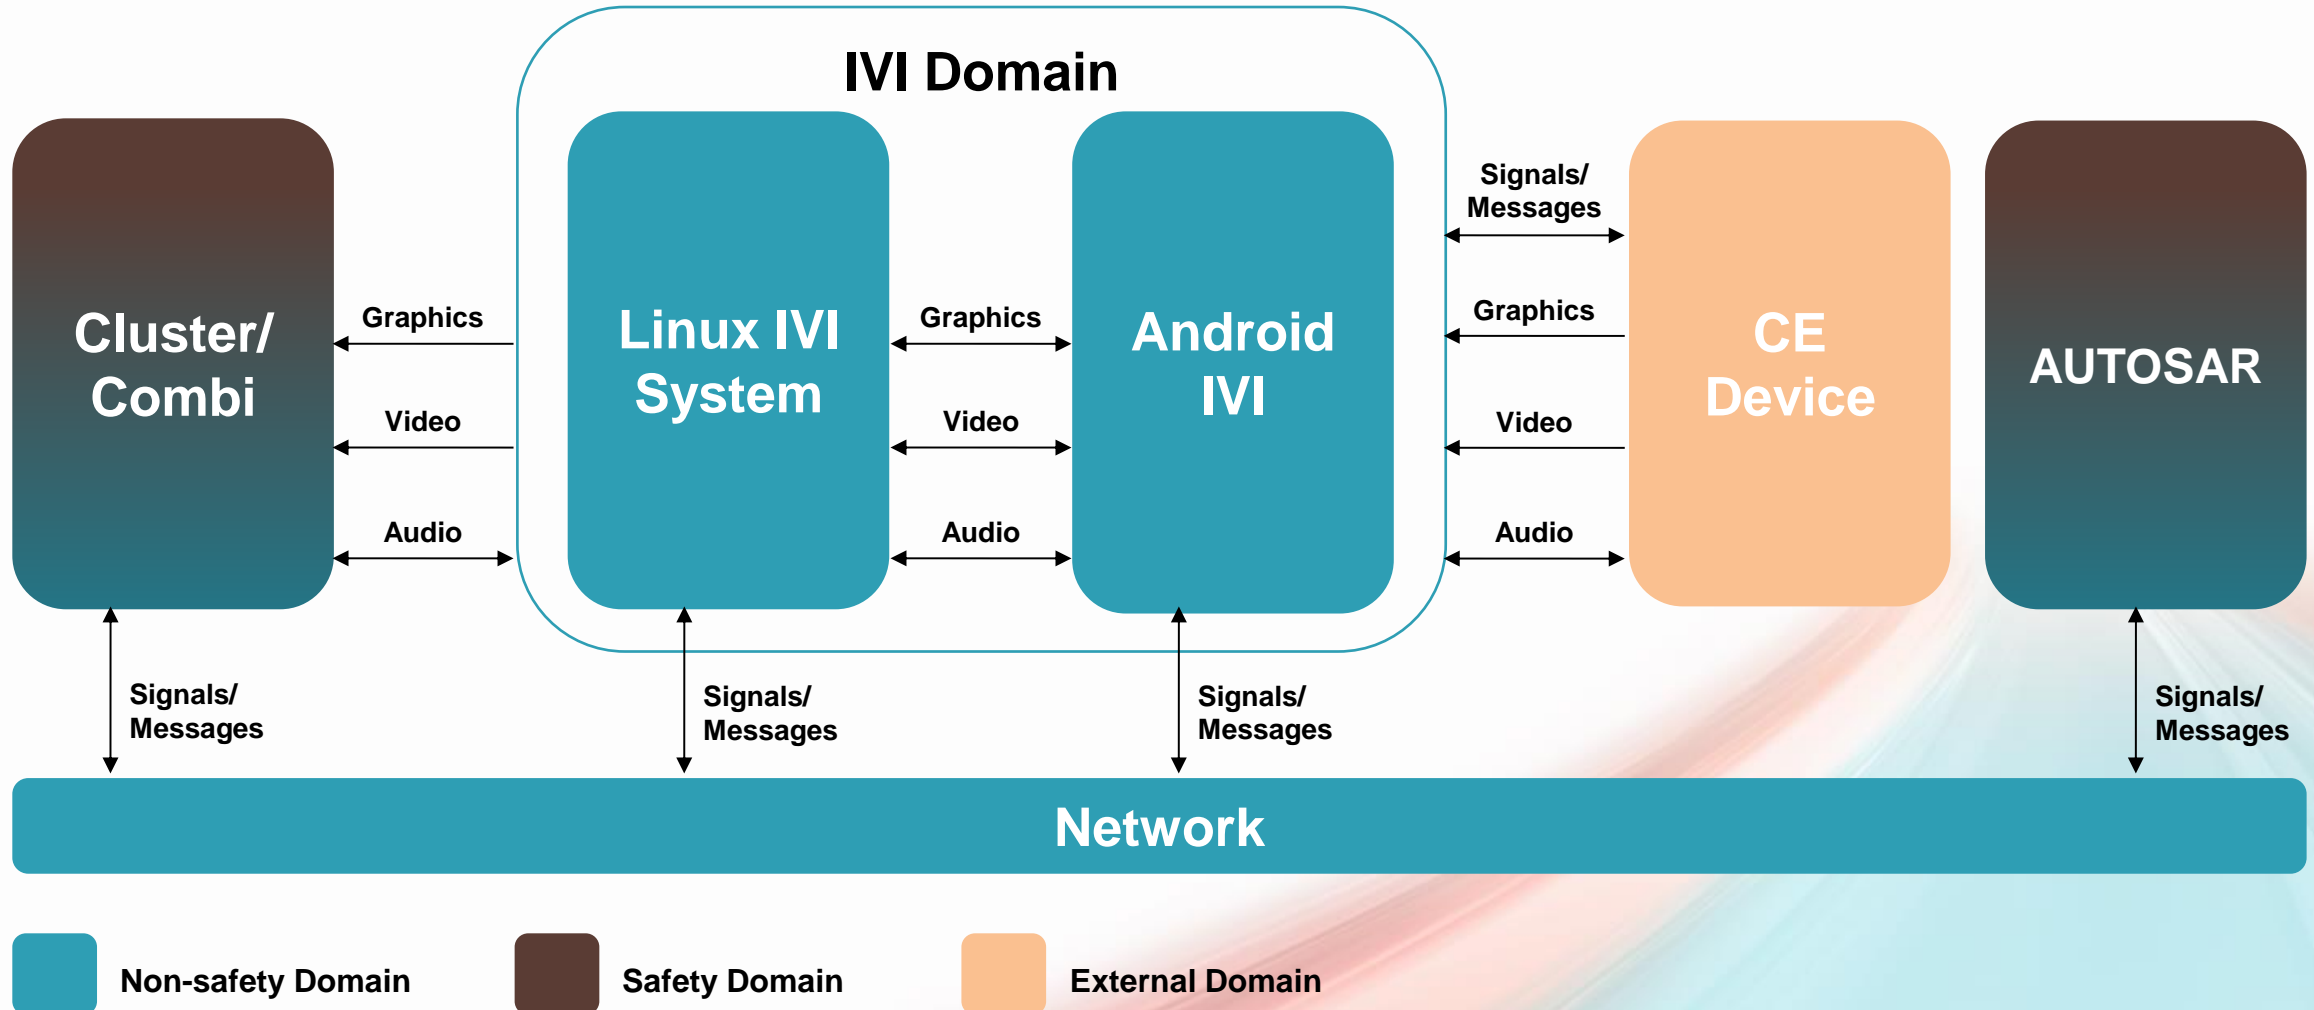 IVI Domain
Cluster/
Combi
Graphics
Video
Audio
Linux IVI
System
Graphics
Video
Audio
Android
IVI
Signals/
Messages
Graphics
Video
Audio
CE
Device
AUTOSAR
Signals/
Messages
Signals/
Messages
Signals/
Messages
Signals/
Messages
Network
Non-safety Domain
Safety Domain
External Domain